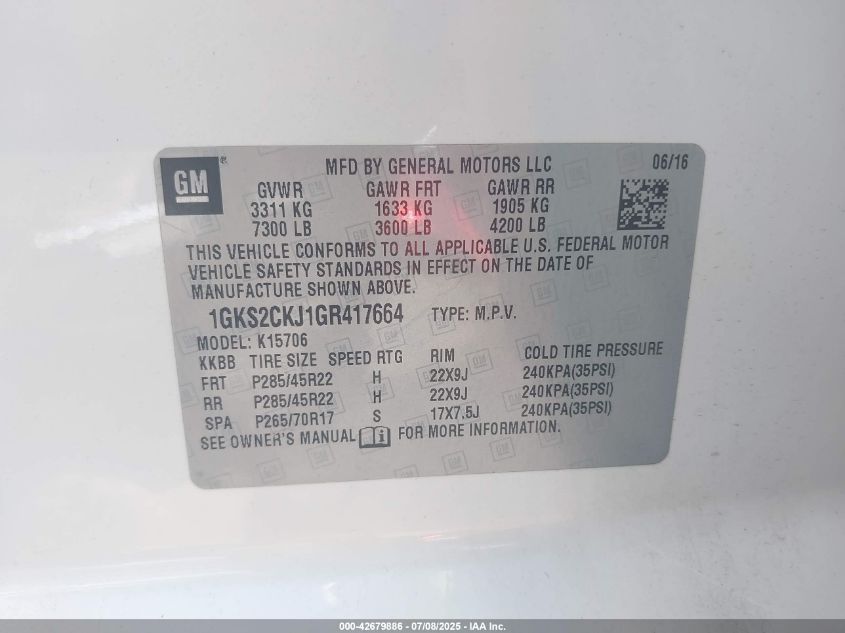 GM ® MFD BY GENERAL MOTORS LLC 06/16
GVWR GAWR FRT GAWR RR
3311 KG 1633 KG 1905 KG
7300 LB 3600 LB 4200 LB
THIS VEHICLE CONFORMS TO ALL APPLICABLE U.S. FEDERAL MOTOR
VEHICLE SAFETY STANDARDS IN EFFECT ON THE DATE OF
MANUFACTURE SHOWN ABOVE.
1GKS2CKJ1GR417664 TYPE: M.P.V.
MODEL: K15706
KKBB TIRE SIZE SPEED RTG RIM COLD TIRE PRESSURE
FRT P285/45R22 H 22X9J 240KPA(35PSI)
RR P285/45R22 H 22X9J 240KPA(35PSI)
SPA P265/70R17 S 17X7.5J 240KPA(35PSI)
SEE OWNER'S MANUAL i FOR MORE INFORMATION.
000-42679886 - 07/08/2025 - IAA Inc.